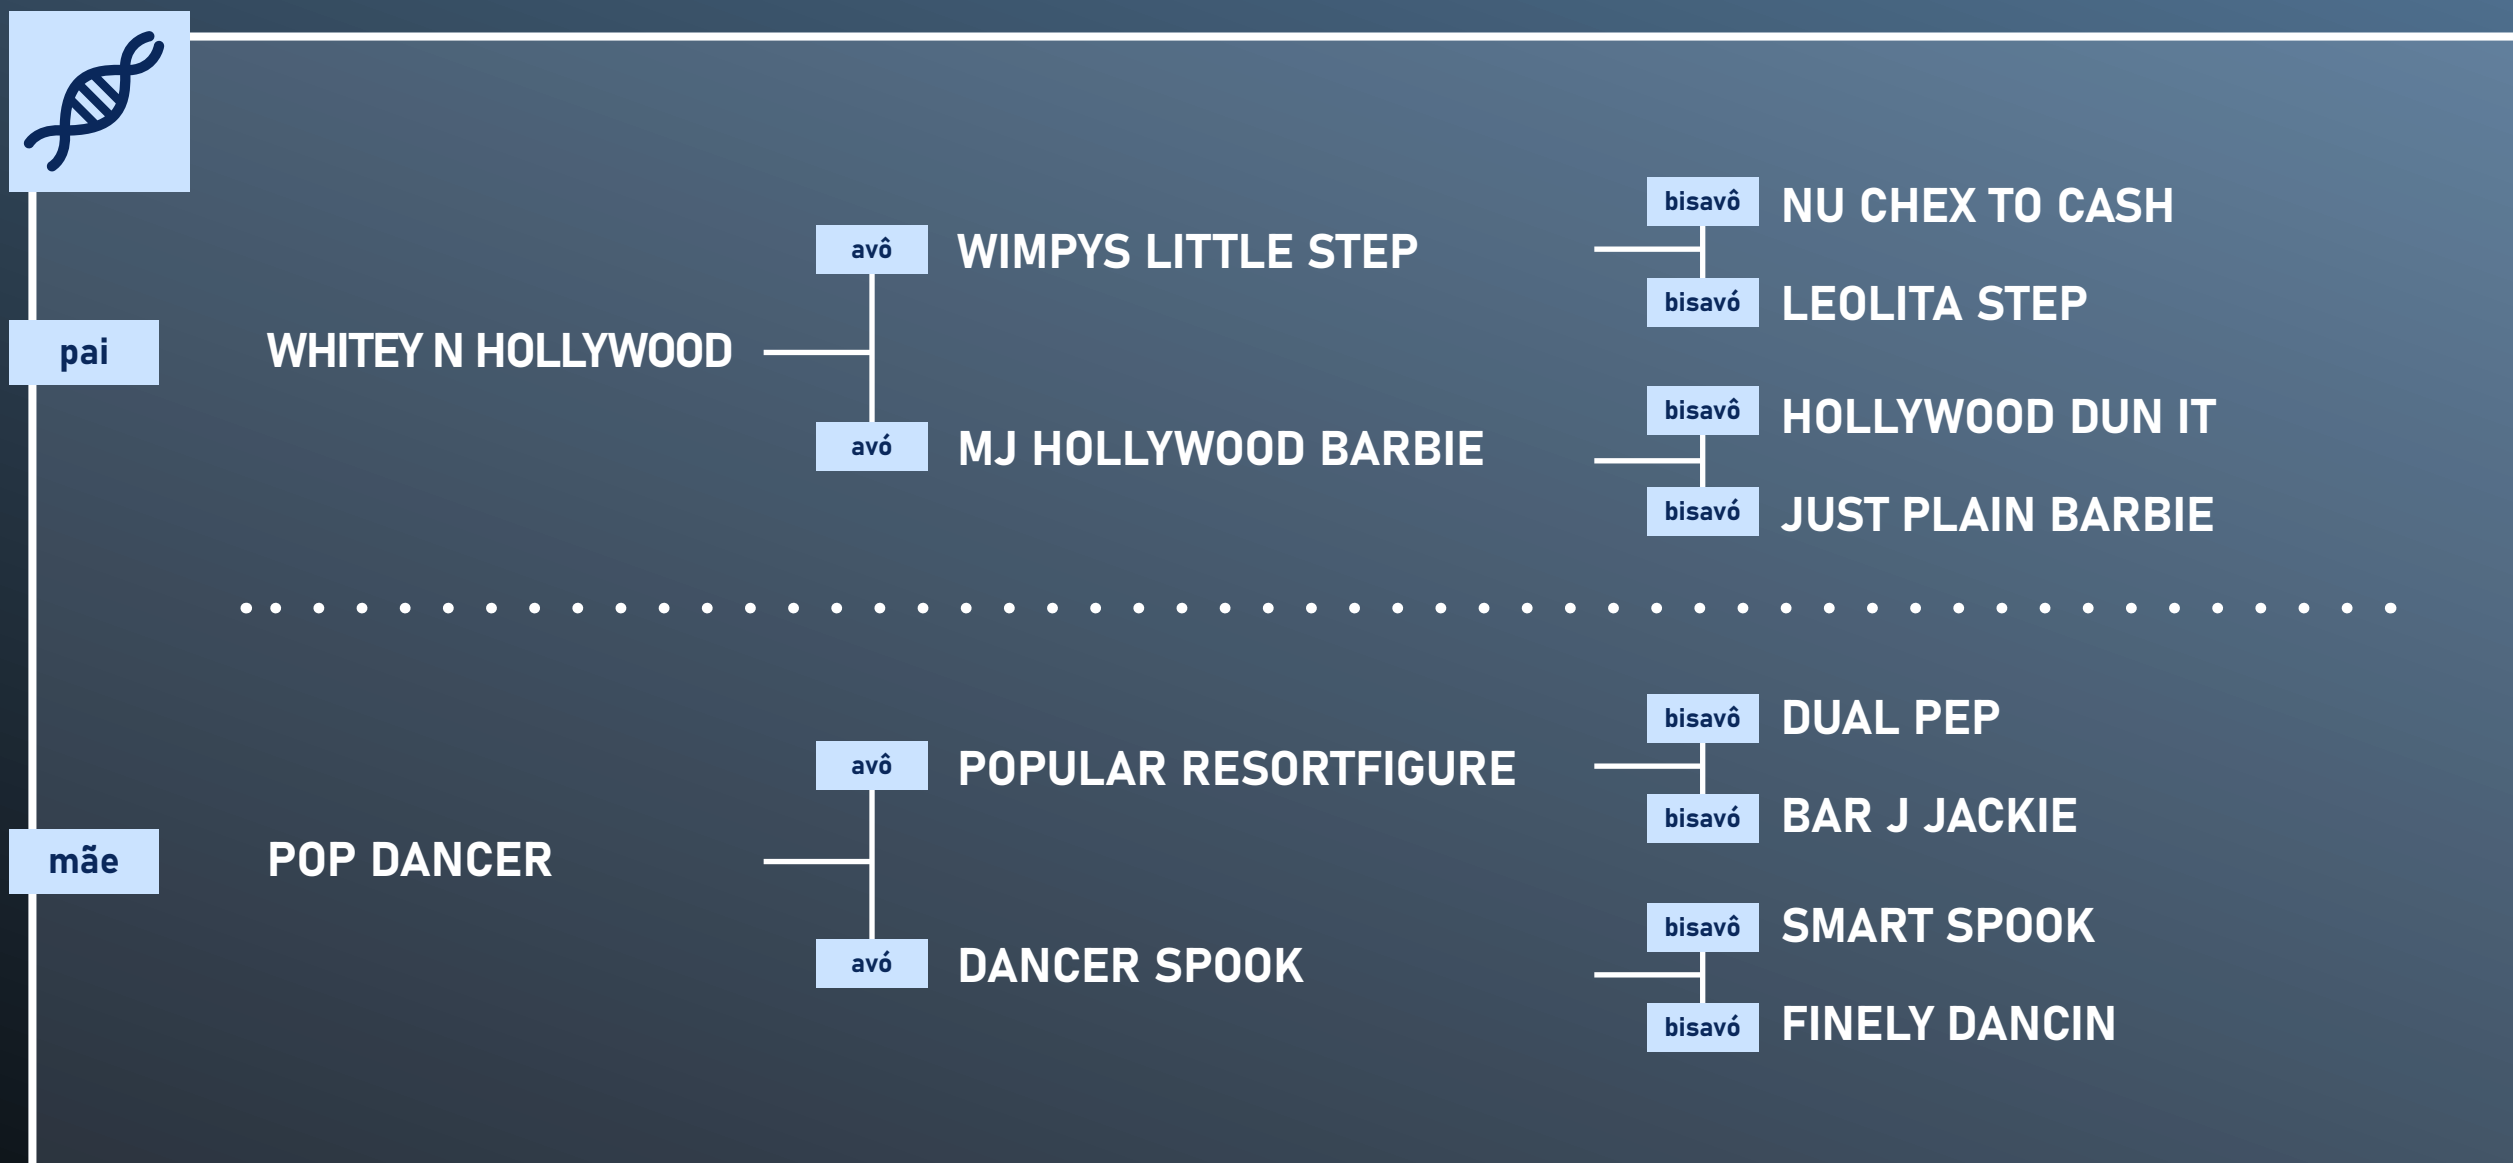 bisavô NU CHEX TO CASH
avô WIMPYS LITTLE STEP
bisavó LEOLITA STEP
pai WHITEY N HOLLYWOOD
bisavô HOLLYWOOD DUN IT
avó MJ HOLLYWOOD BARBIE
bisavó JUST PLAIN BARBIE
bisavô DUAL PEP
avô POPULAR RESORTFIGURE
bisavó BAR J JACKIE
mãe POP DANCER
bisavô SMART SPOOK
avó DANCER SPOOK
bisavó FINELY DANCIN